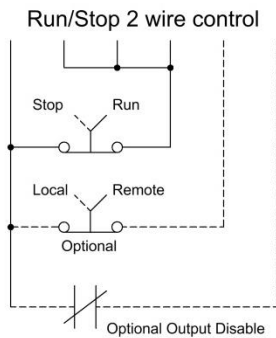 Run/Stop 2 wire control
Stop Run
Local Remote
Optional
Optional Output Disable